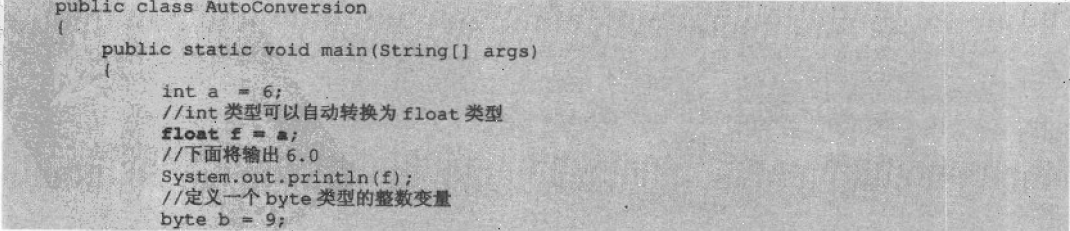 public class AutoConversion
{
public static void main(String[] args)
{
int a = 6;
//int 类型可以自动转换为 float 类型
float f = a;
//下面将输出 6.0
System.out.println(f);
//定义一个 byte 类型的整数变量
byte b = 9;